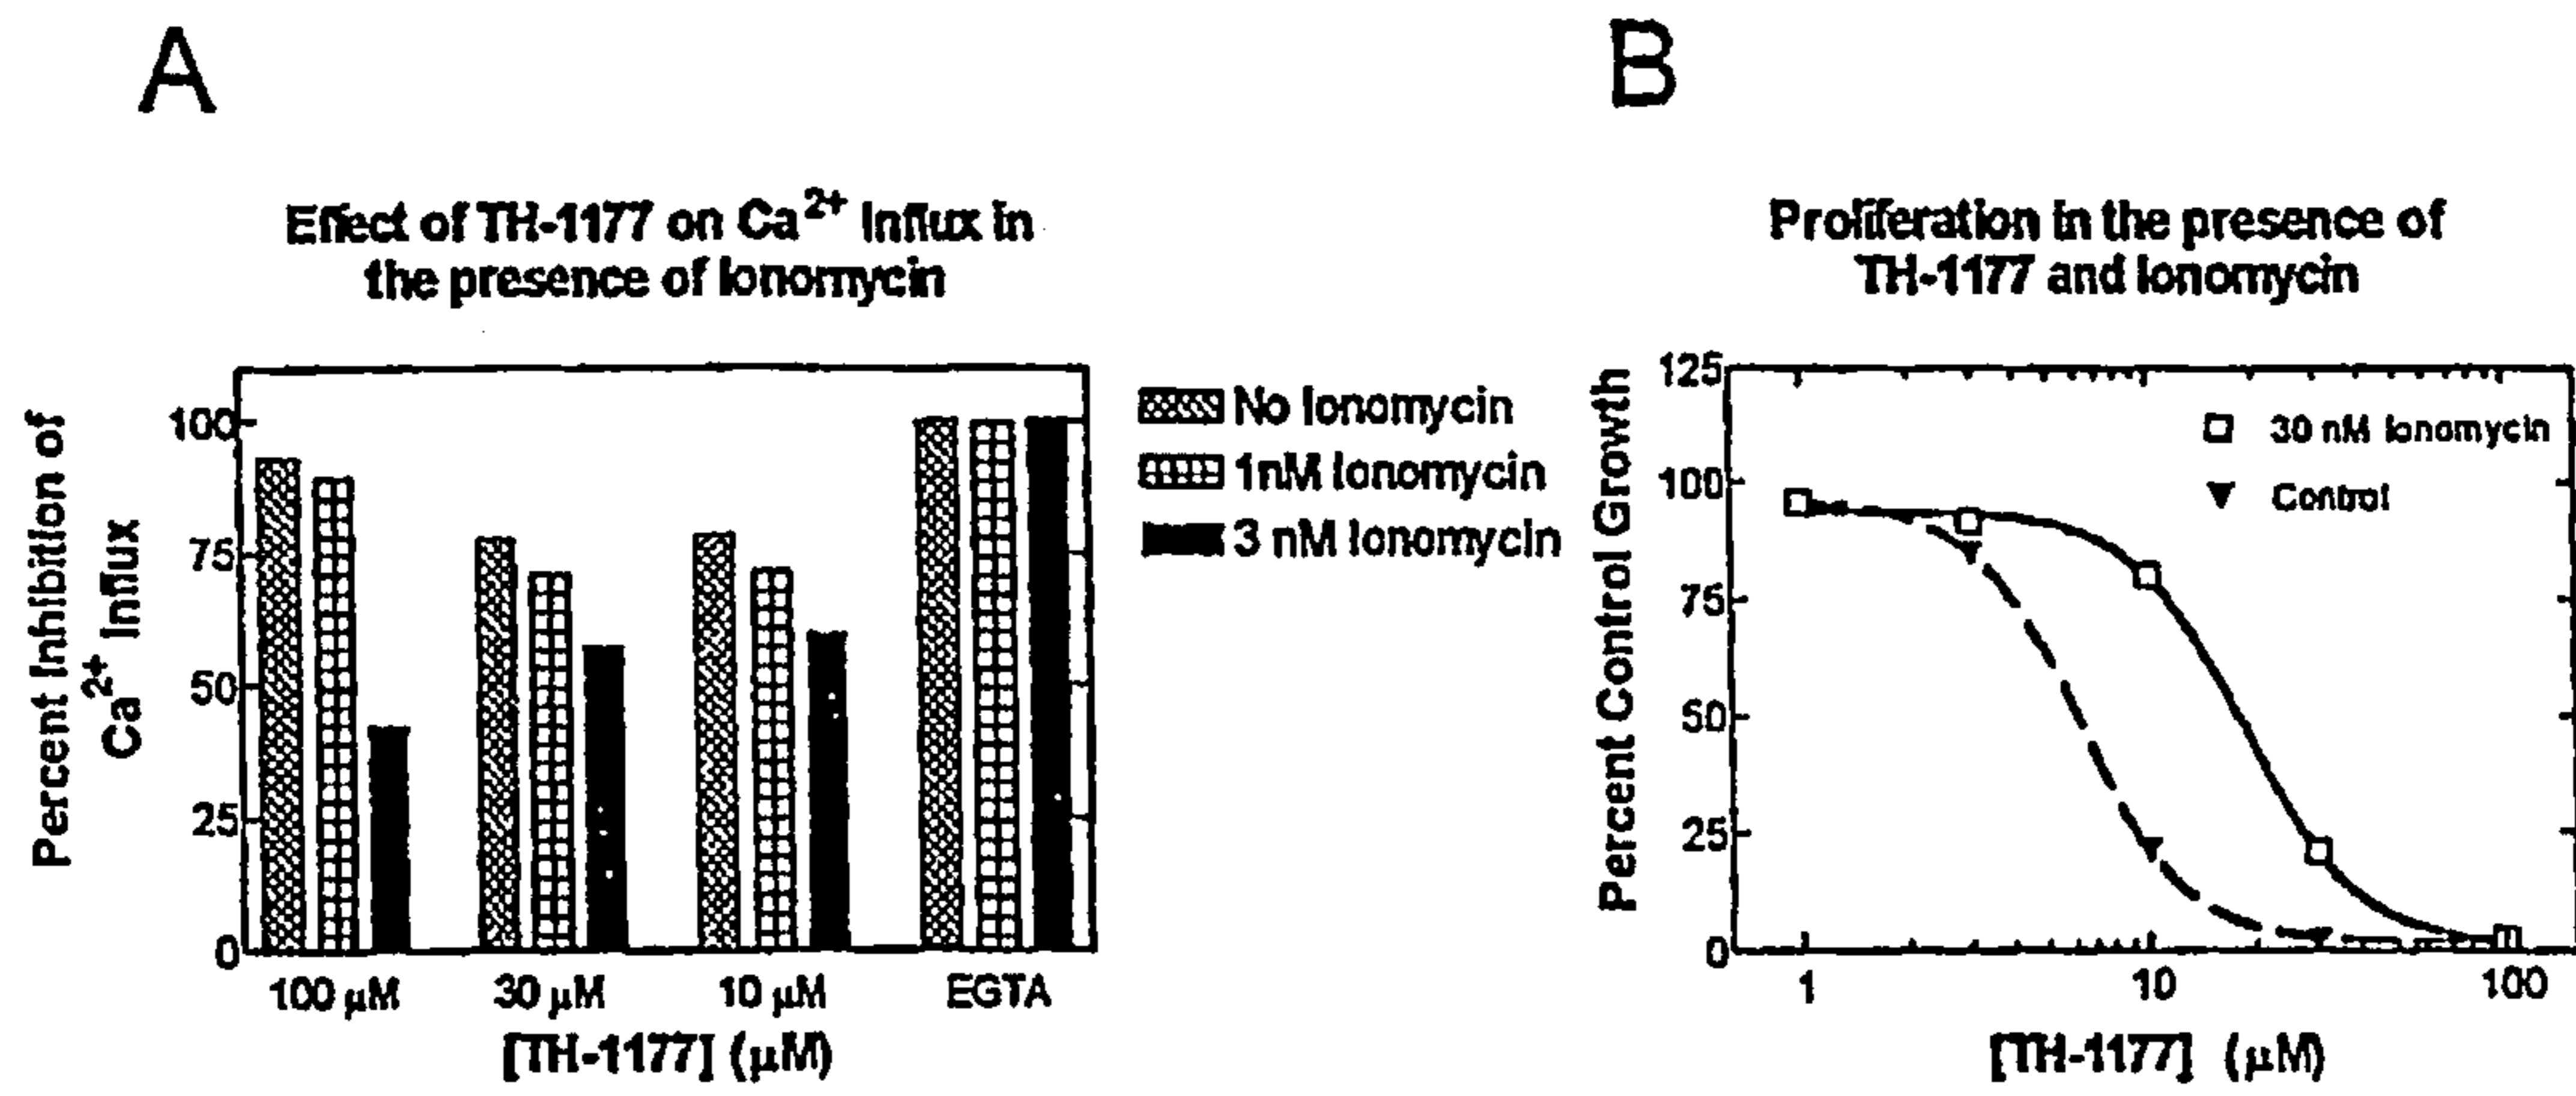 A
Effect of TH-1177 on Ca2+ Influx in
the presence of Ionomycin
Percent Inhibition of
Ca2+ Influx
100
75
50
25
0
100 µM
30 µM
10 µM
EGTA
[TH-1177] (µM)
No Ionomycin
1nM Ionomycin
3 nM Ionomycin
B
Proliferation in the presence of
TH-1177 and Ionomycin
Percent Control Growth
125
100
75
50
25
0
30 nM Ionomycin
Control
1
10
100
[TH-1177] (µM)